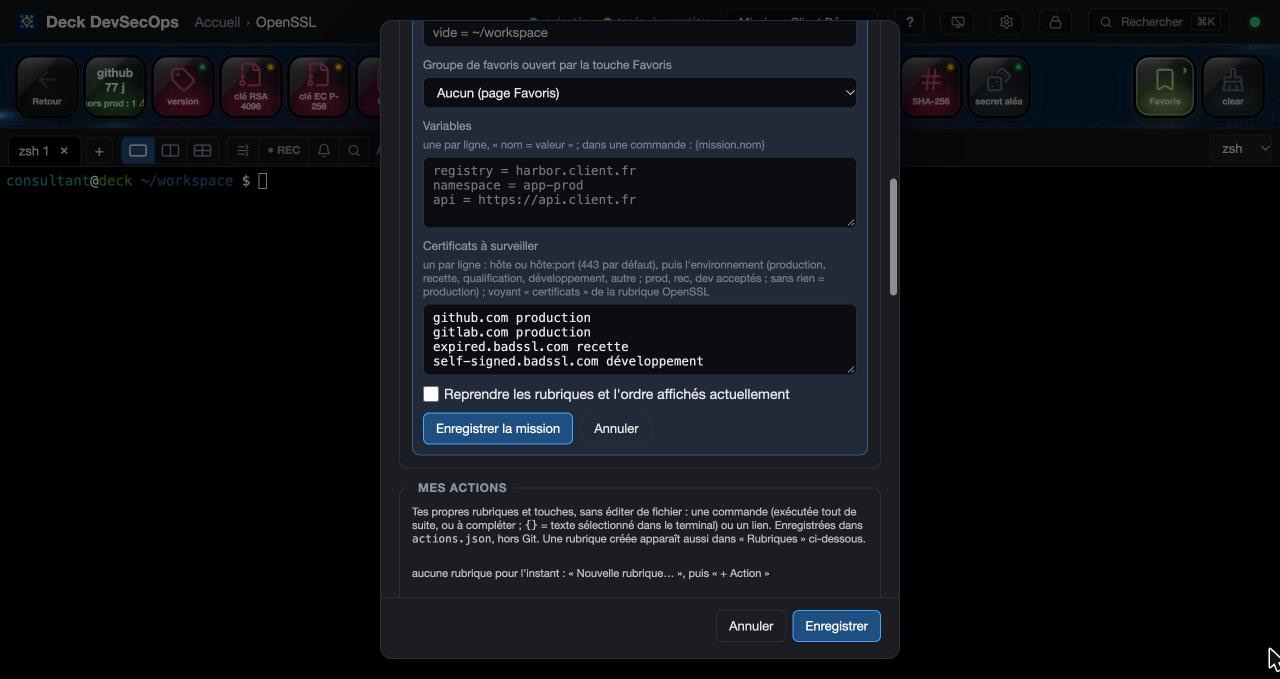 Deck DevSecOps
Accueil › OpenSSL
?
Rechercher ⌘K
Retour
github
77 j
hors prod : 1
version
clé RSA
4096
clé EC P-
256
SHA-256
secret aléa
Favoris
clear
zsh 1 ×
+
REC
zsh
consultant@deck ~/workspace $
vide = ~/workspace
Groupe de favoris ouvert par la touche Favoris
Aucun (page Favoris)
Variables
une par ligne, « nom = valeur » ; dans une commande : {mission.nom}
registry = harbor.client.fr
namespace = app-prod
api = https://api.client.fr
Certificats à surveiller
un par ligne : hôte ou hôte:port (443 par défaut), puis l'environnement (production,
recette, qualification, développement, autre ; prod, rec, dev acceptés ; sans rien =
production) ; voyant « certificats » de la rubrique OpenSSL
github.com production
gitlab.com production
expired.badssl.com recette
self-signed.badssl.com développement
Reprendre les rubriques et l'ordre affichés actuellement
Enregistrer la mission
Annuler
MES ACTIONS
Tes propres rubriques et touches, sans éditer de fichier : une commande (exécutée tout de
suite, ou à compléter ; {} = texte sélectionné dans le terminal) ou un lien. Enregistrées dans
actions.json, hors Git. Une rubrique créée apparaît aussi dans « Rubriques » ci-dessous.
aucune rubrique pour l'instant : « Nouvelle rubrique… », puis « + Action »
Annuler
Enregistrer